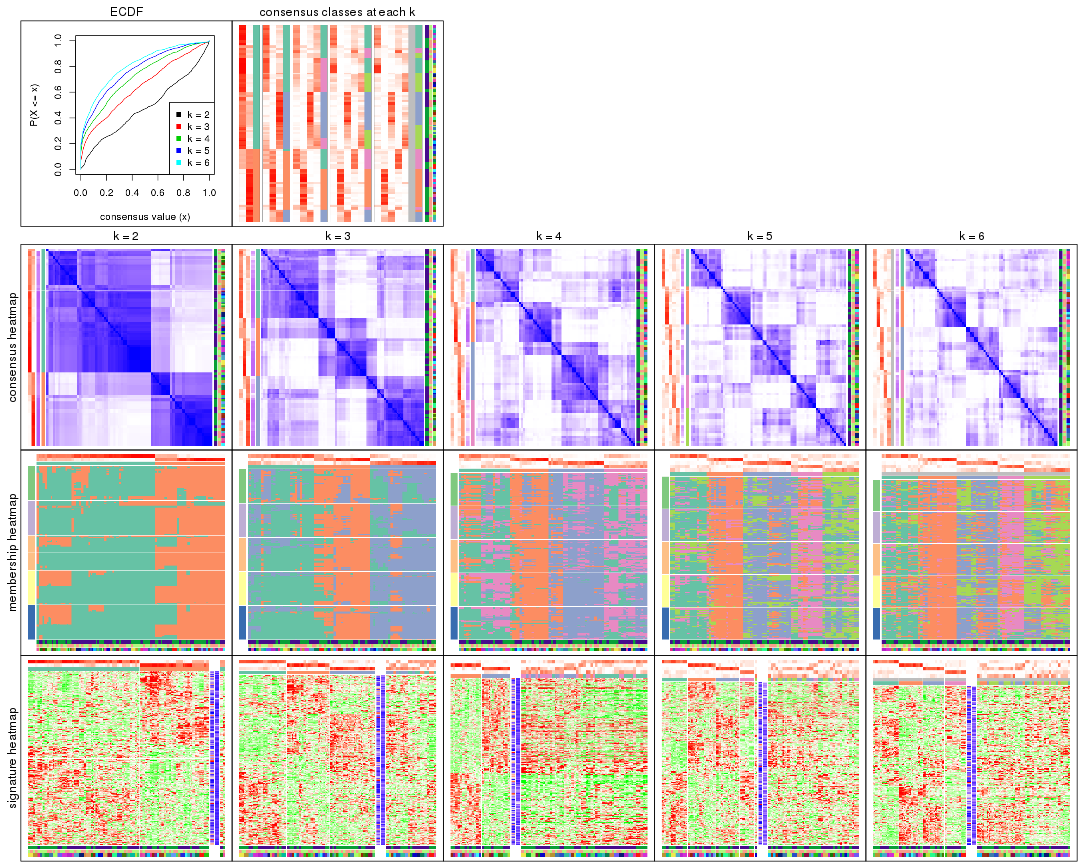 ECDF
consensus classes at each k
P(X <= x)
0.0 0.2 0.4 0.6 0.8 1.0
k = 2
k = 3
k = 4
k = 5
k = 6
0.0 0.2 0.4 0.6 0.8 1.0
consensus value (x)
k = 2 k = 3 k = 4 k = 5 k = 6
consensus heatmap
membership heatmap
signature heatmap